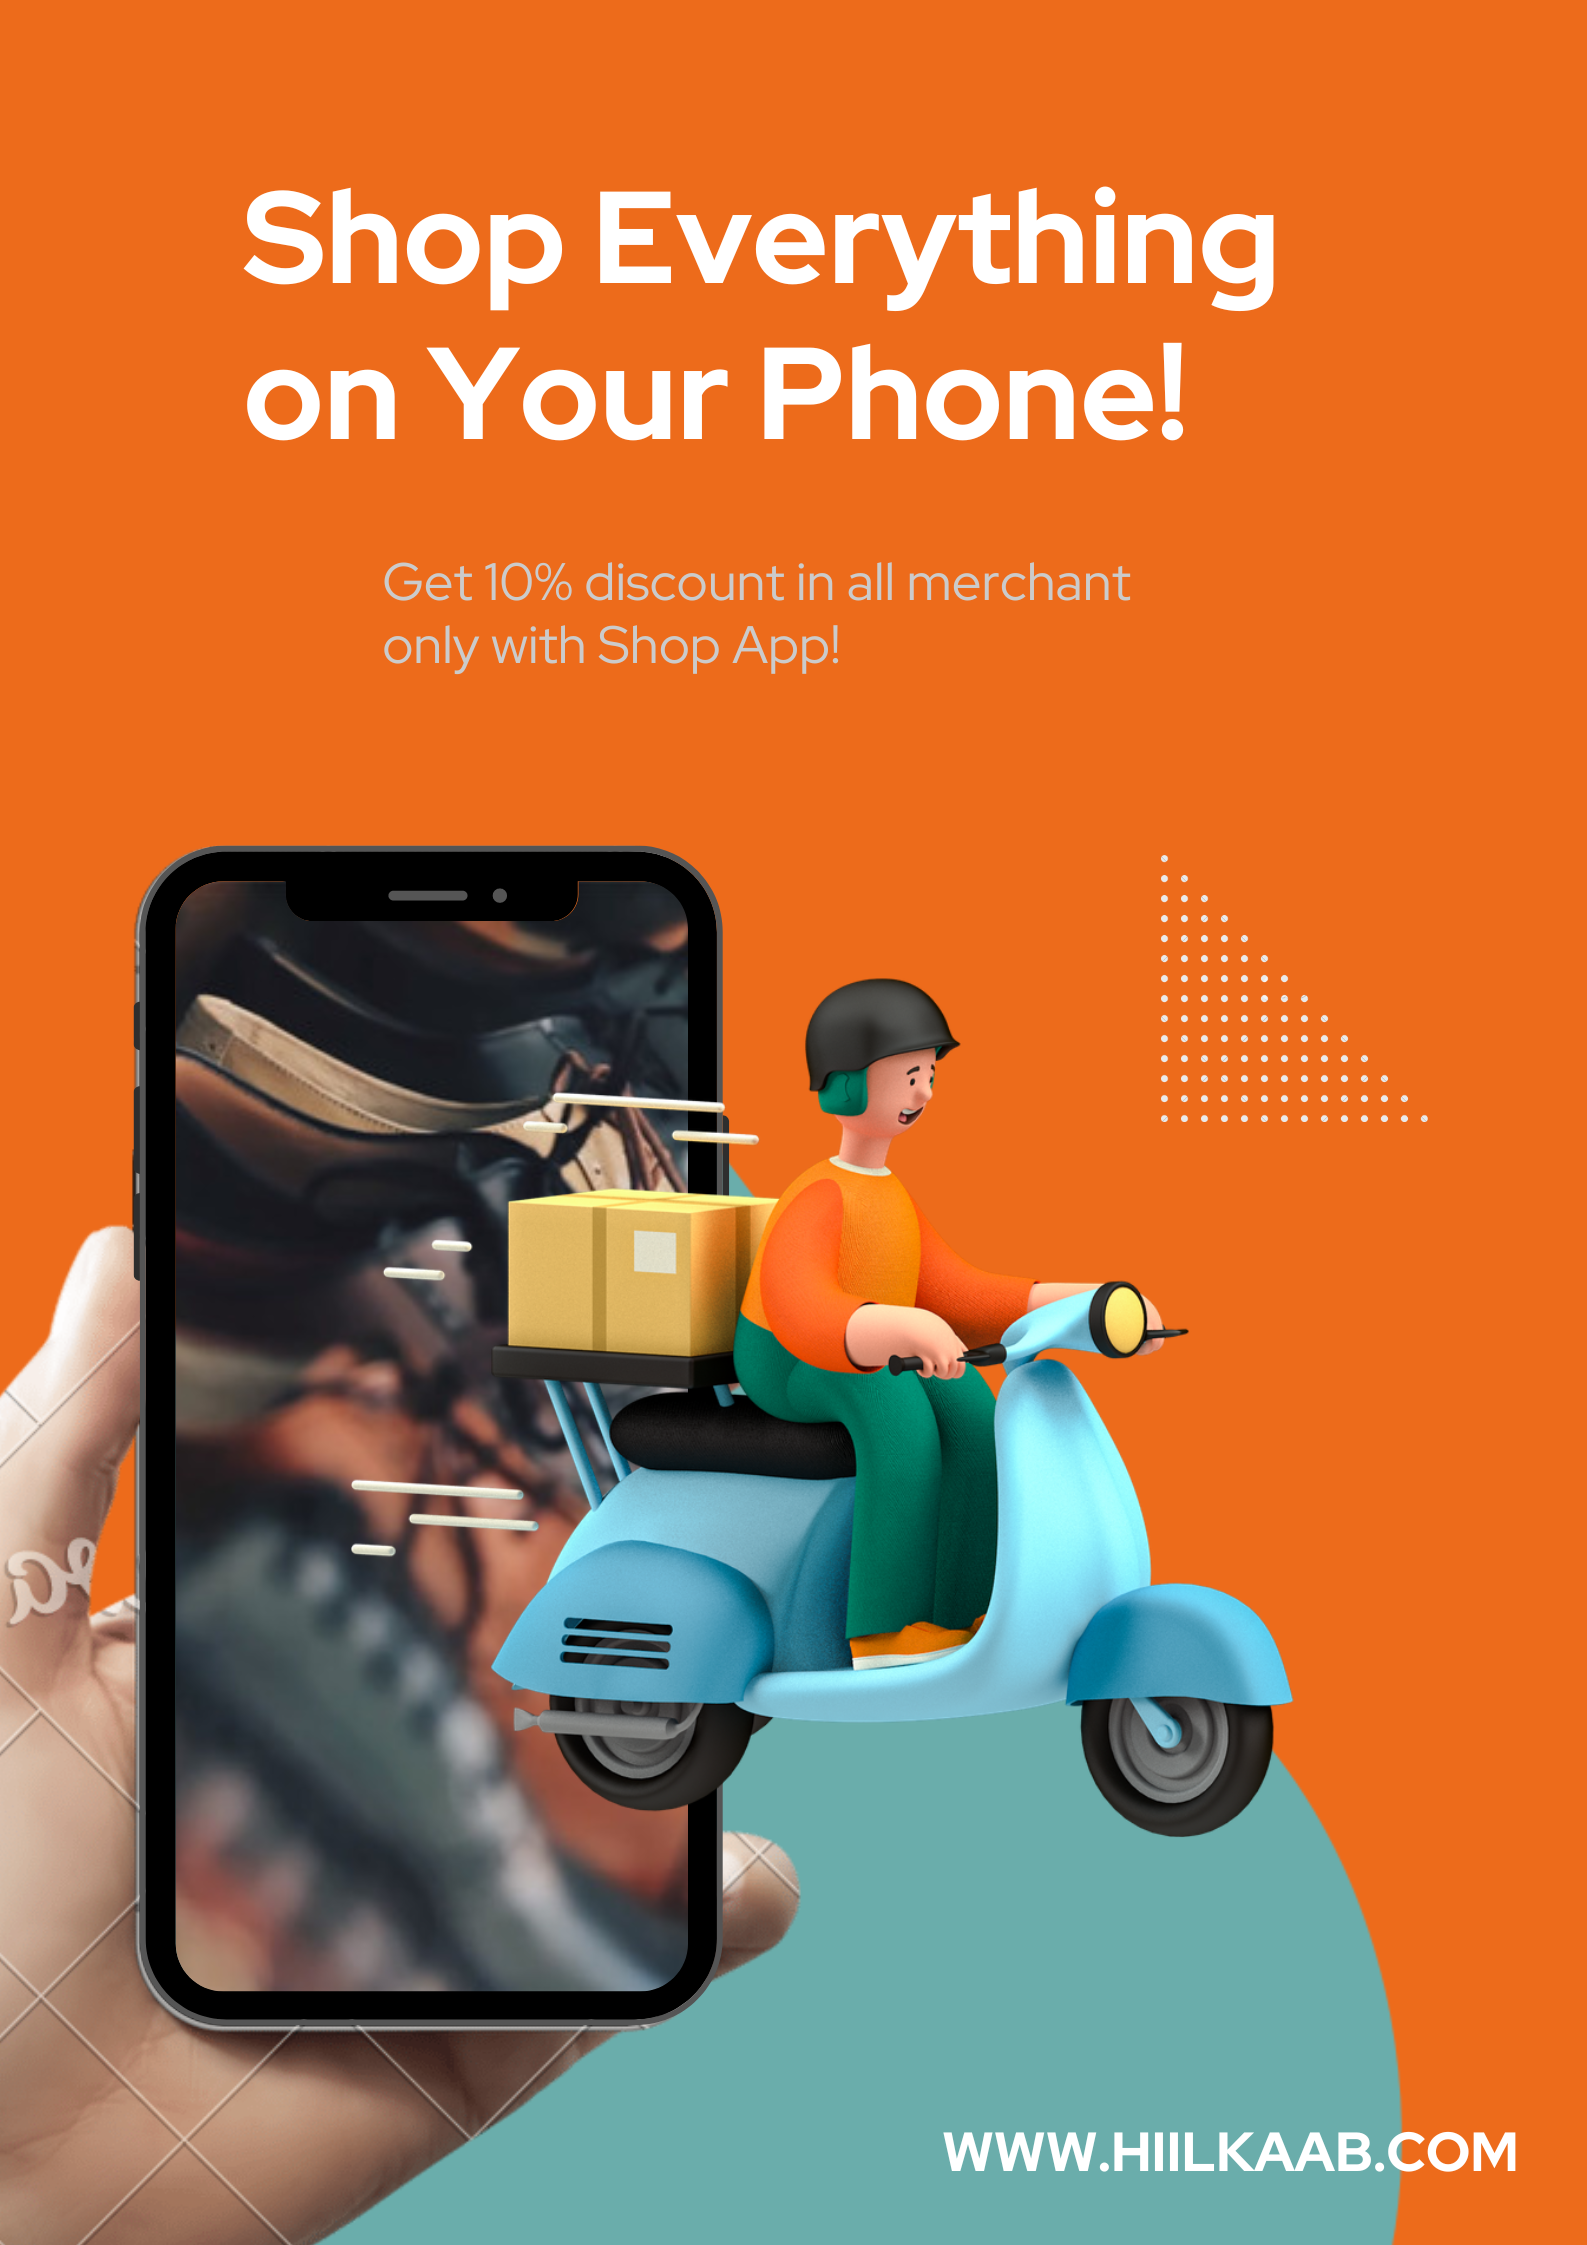 Shop Everything
on Your Phone!
Get 10% discount in all merchant
only with Shop App!
WWW.HIILKAAB.COM